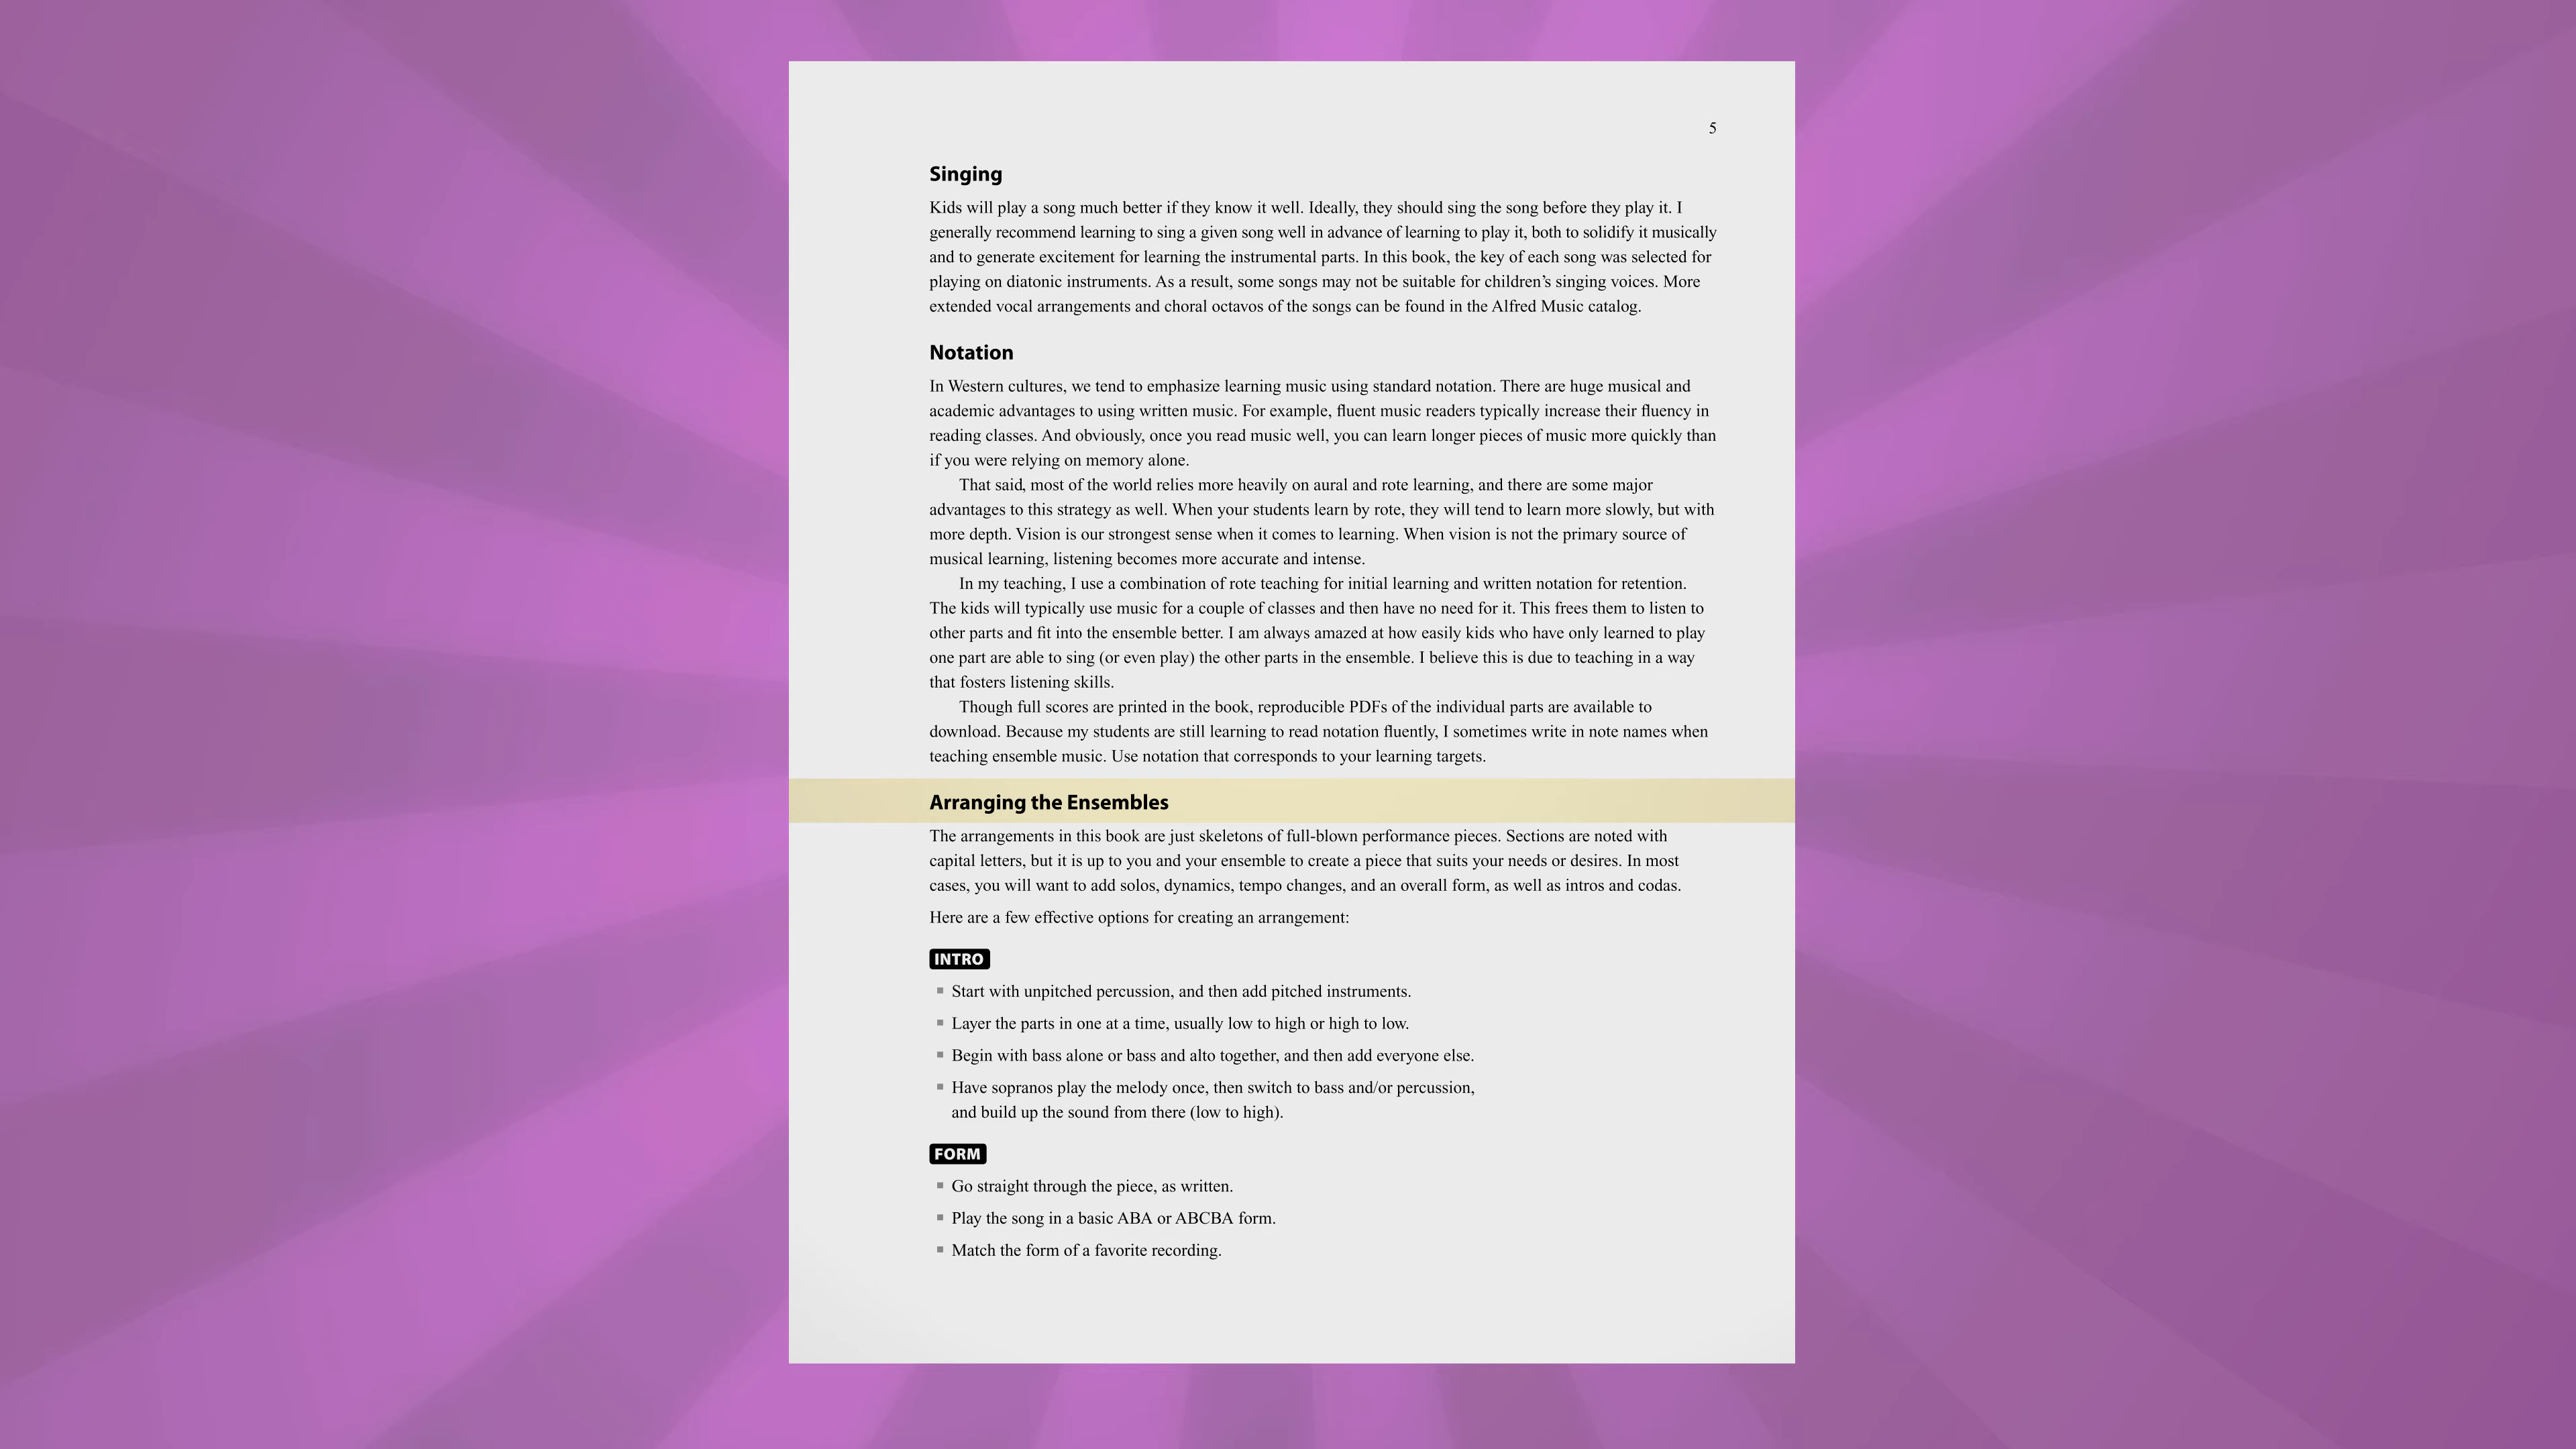 5
Singing
Kids will play a song much better if they know it well. Ideally, they should sing the song before they play it. I
generally recommend learning to sing a given song well in advance of learning to play it, both to solidify it musically
and to generate excitement for learning the instrumental parts. In this book, the key of each song was selected for
playing on diatonic instruments. As a result, some songs may not be suitable for children’s singing voices. More
extended vocal arrangements and choral octavos of the songs can be found in the Alfred Music catalog.
Notation
In Western cultures, we tend to emphasize learning music using standard notation. There are huge musical and
academic advantages to using written music. For example, fluent music readers typically increase their fluency in
reading classes. And obviously, once you read music well, you can learn longer pieces of music more quickly than
if you were relying on memory alone.
That said, most of the world relies more heavily on aural and rote learning, and there are some major
advantages to this strategy as well. When your students learn by rote, they will tend to learn more slowly, but with
more depth. Vision is our strongest sense when it comes to learning. When vision is not the primary source of
musical learning, listening becomes more accurate and intense.
In my teaching, I use a combination of rote teaching for initial learning and written notation for retention.
The kids will typically use music for a couple of classes and then have no need for it. This frees them to listen to
other parts and fit into the ensemble better. I am always amazed at how easily kids who have only learned to play
one part are able to sing (or even play) the other parts in the ensemble. I believe this is due to teaching in a way
that fosters listening skills.
Though full scores are printed in the book, reproducible PDFs of the individual parts are available to
download. Because my students are still learning to read notation fluently, I sometimes write in note names when
teaching ensemble music. Use notation that corresponds to your learning targets.
Arranging the Ensembles
The arrangements in this book are just skeletons of full-blown performance pieces. Sections are noted with
capital letters, but it is up to you and your ensemble to create a piece that suits your needs or desires. In most
cases, you will want to add solos, dynamics, tempo changes, and an overall form, as well as intros and codas.
Here are a few effective options for creating an arrangement:
INTRO
▪ Start with unpitched percussion, and then add pitched instruments.
▪ Layer the parts in one at a time, usually low to high or high to low.
▪ Begin with bass alone or bass and alto together, and then add everyone else.
▪ Have sopranos play the melody once, then switch to bass and/or percussion,
and build up the sound from there (low to high).
FORM
▪ Go straight through the piece, as written.
▪ Play the song in a basic ABA or ABCBA form.
▪ Match the form of a favorite recording.